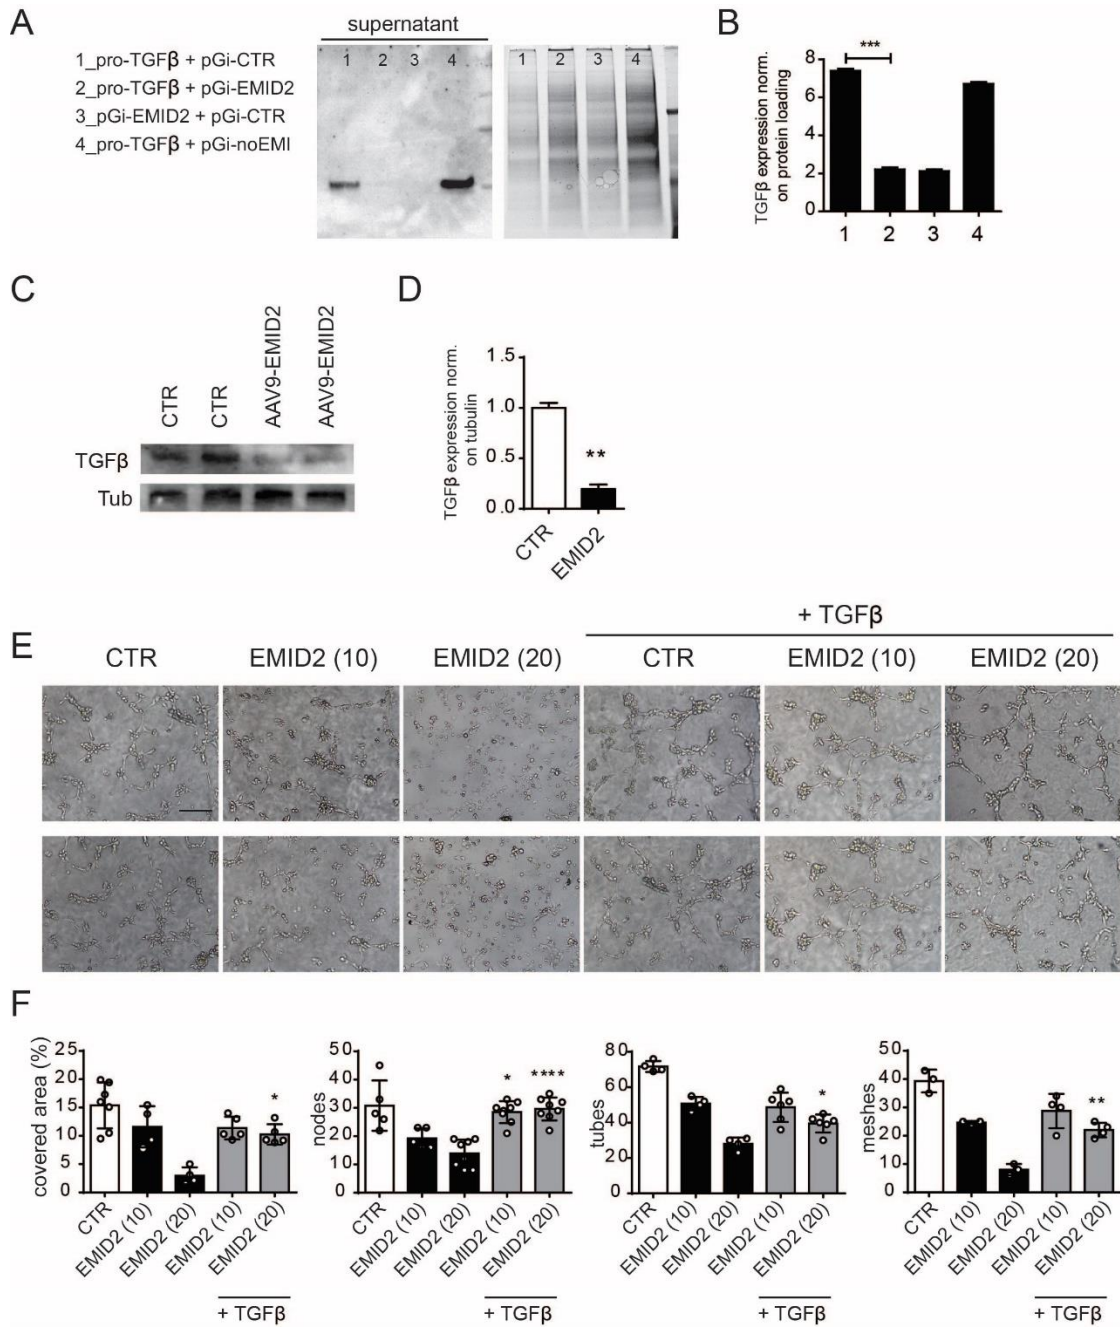 A
supernatant
1_pro-TGFβ + pGi-CTR
2_pro-TGFβ + pGi-EMID2
3_pGi-EMID2 + pGi-CTR
4_pro-TGFβ + pGi-noEMI
1 2 3 4
1 2 3 4
B
TGFβ expression norm.
on protein loading
8
6
4
2
0
***
1 2 3 4
C
CTR CTR AAV9-EMID2 AAV9-EMID2
TGFβ
Tub
D
TGFβ expression norm.
on tubulin
1.5
1.0
0.5
0.0
**
CTR EMID2
+ TGFβ
E
CTR EMID2 (10) EMID2 (20) CTR EMID2 (10) EMID2 (20)
F
covered area (%)
25
20
15
10
5
0
*
CTR EMID2 (10) EMID2 (20) EMID2 (10) EMID2 (20)
+ TGFβ
nodes
50
40
30
20
10
0
* ****
CTR EMID2 (10) EMID2 (20) EMID2 (10) EMID2 (20)
+ TGFβ
tubes
80
60
40
20
0
*
CTR EMID2 (10) EMID2 (20) EMID2 (10) EMID2 (20)
+ TGFβ
meshes
50
40
30
20
10
0
**
CTR EMID2 (10) EMID2 (20) EMID2 (10) EMID2 (20)
+ TGFβ